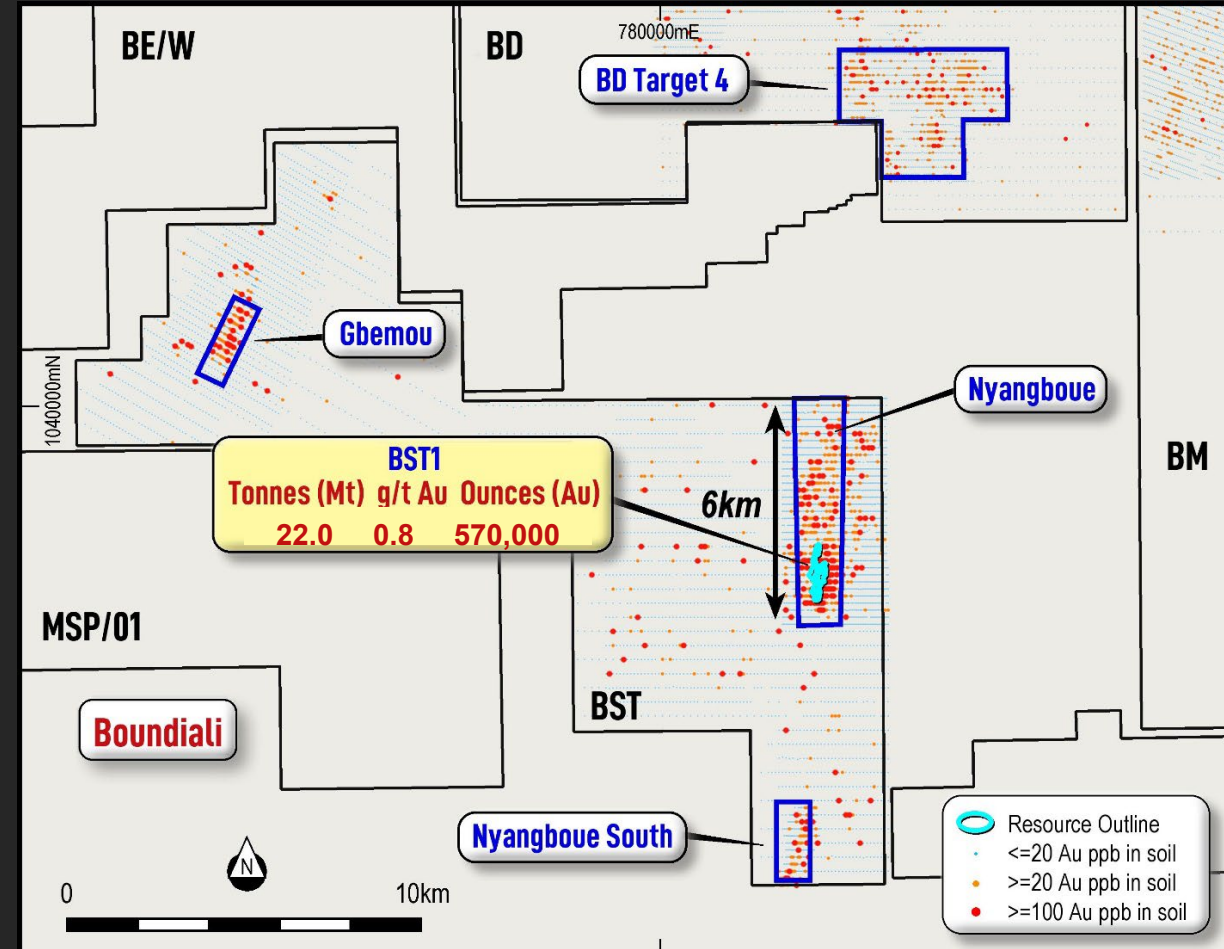 780000mE
BE/W
BD
BD Target 4
Gbemou
1040000mN
Nyangboue
BM
BST1
Tonnes (Mt) g/t Au Ounces (Au)
22.0 0.8 570,000
6km
MSP/01
BST
Boundiali
Nyangboue South
N
0 10km
Resource Outline
<=20 Au ppb in soil
>=20 Au ppb in soil
>=100 Au ppb in soil